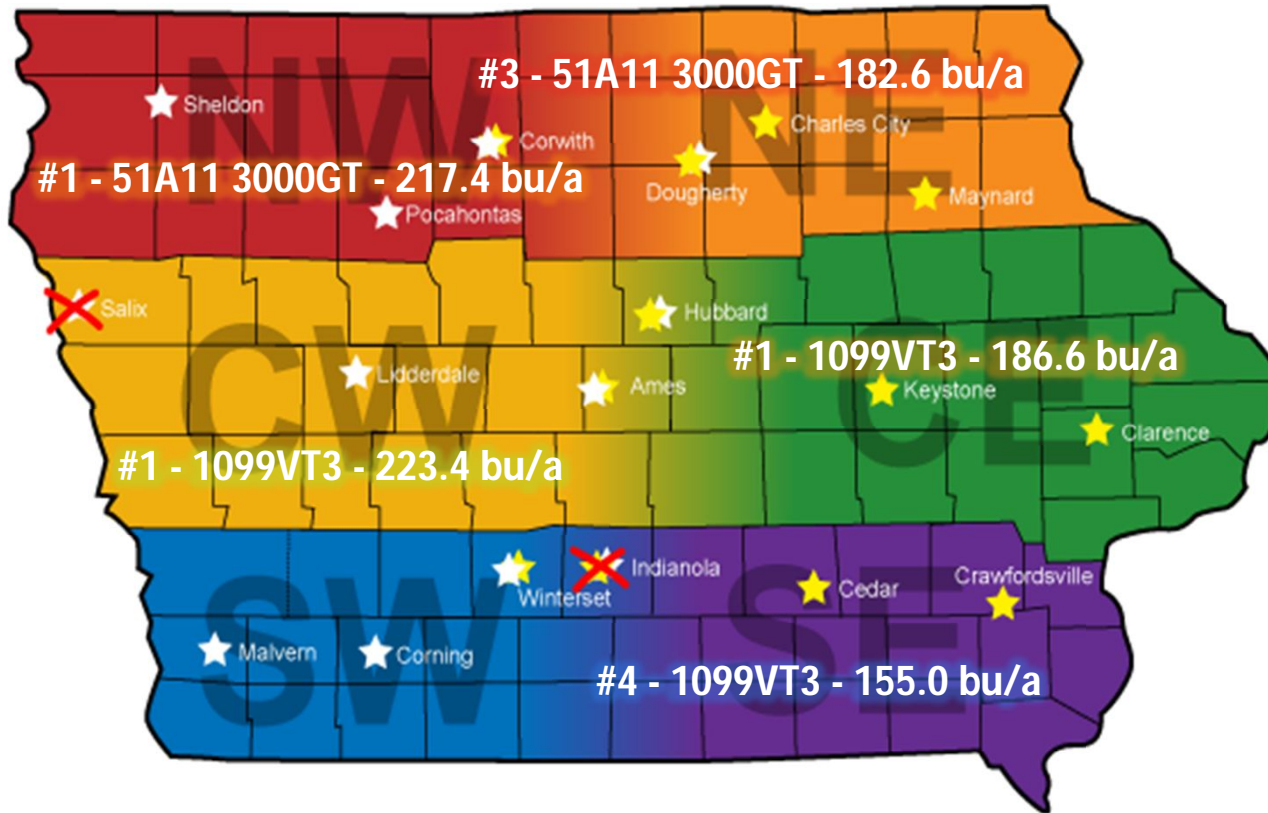 NW
NE
#3 - 51A11 3000GT - 182.6 bu/a
Sheldon
Charles City
Corwith
#1 - 51A11 3000GT - 217.4 bu/a
Dougherty
Maynard
Pocahontas
Salix
Hubbard
CW
CE
#1 - 1099VT3 - 186.6 bu/a
Lidderdale
Ames
Keystone
Clarence
#1 - 1099VT3 - 223.4 bu/a
Indianola
Crawfordsville
Cedar
Winterset
SW
SE
Malvern
Corning
#4 - 1099VT3 - 155.0 bu/a